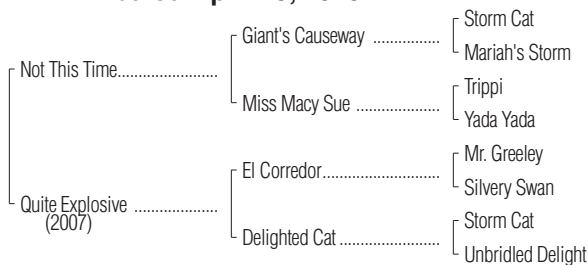 Giant's Causeway ................
Storm Cat
Mariah's Storm
Not This Time........................
Miss Macy Sue ....................
Trippi
Yada Yada
El Corredor............................
Mr. Greeley
Silvery Swan
Quite Explosive ....................
(2007)
Delighted Cat ........................
Storm Cat
Unbridled Delight